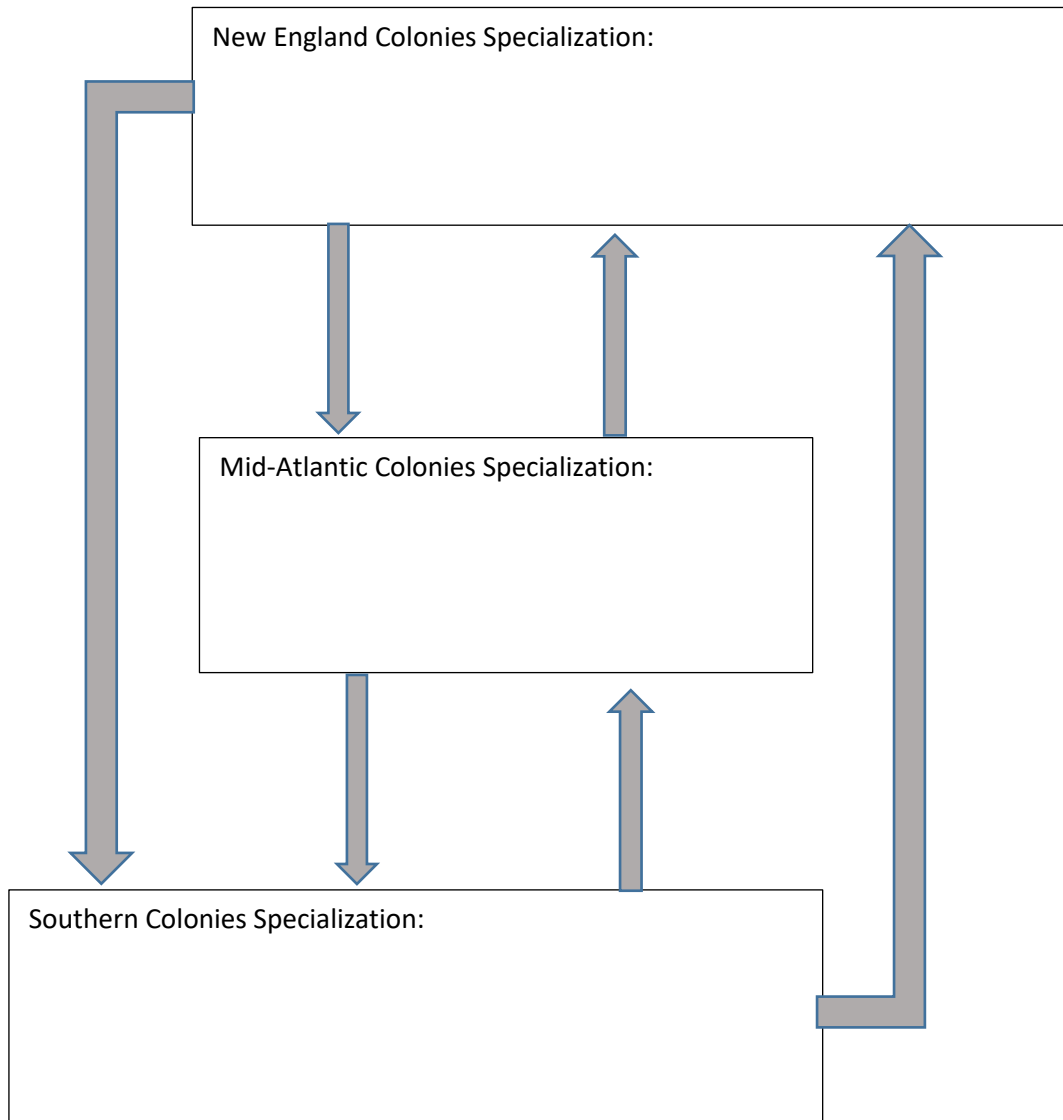 New England Colonies Specialization:
Mid-Atlantic Colonies Specialization:
Southern Colonies Specialization: